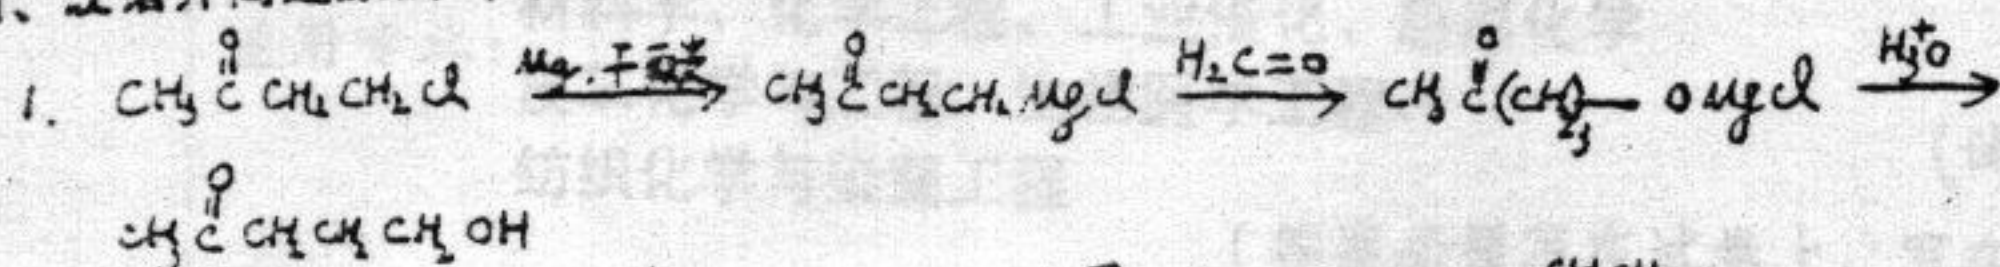 1. CH3CCH2CH2Cl Mg.干醚 CH3CCH2CH2MgCl H2C=O CH3C(CH2)3—OMgCl H3+O
O
CH3CCH2CH2CH2OH